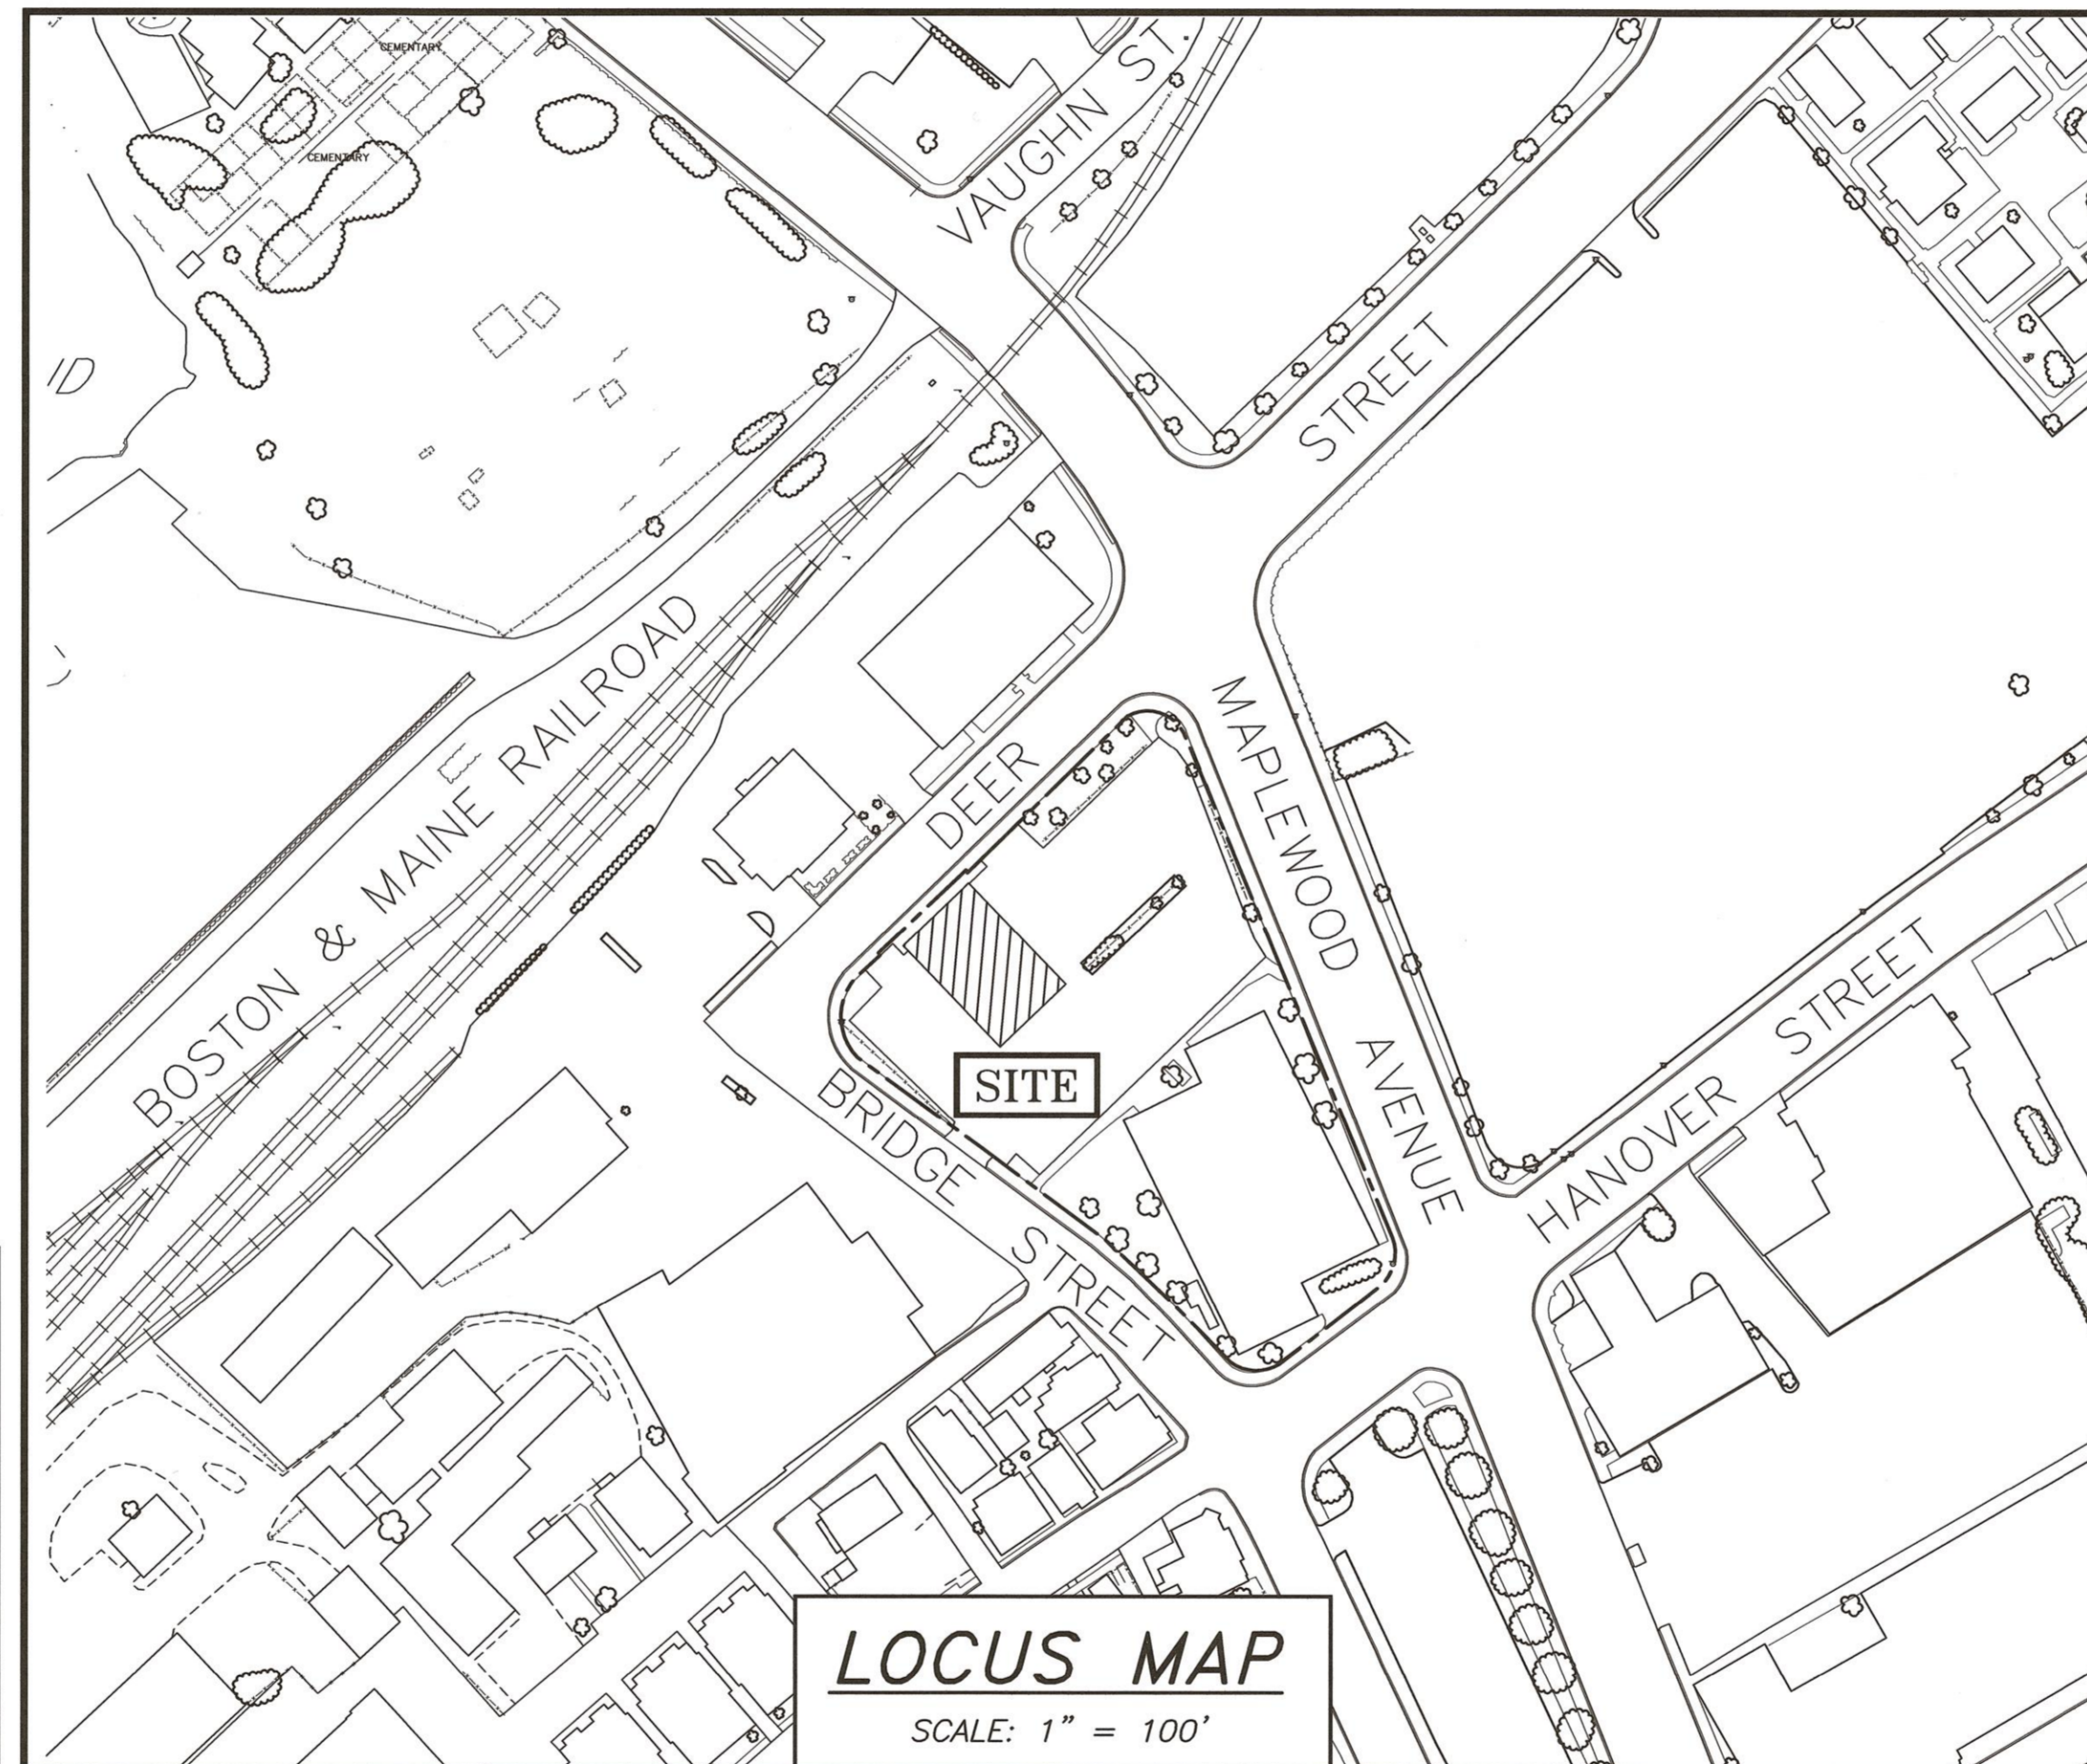 CEMENTARY
CEMENTARY
VAUGHN ST.
STREET
BOSTON & MAINE RAILROAD
DEER
MAPLEWOOD AVENUE
SITE
BRIDGE STREET
HANOVER STREET
LOCUS MAP
SCALE: 1" = 100'